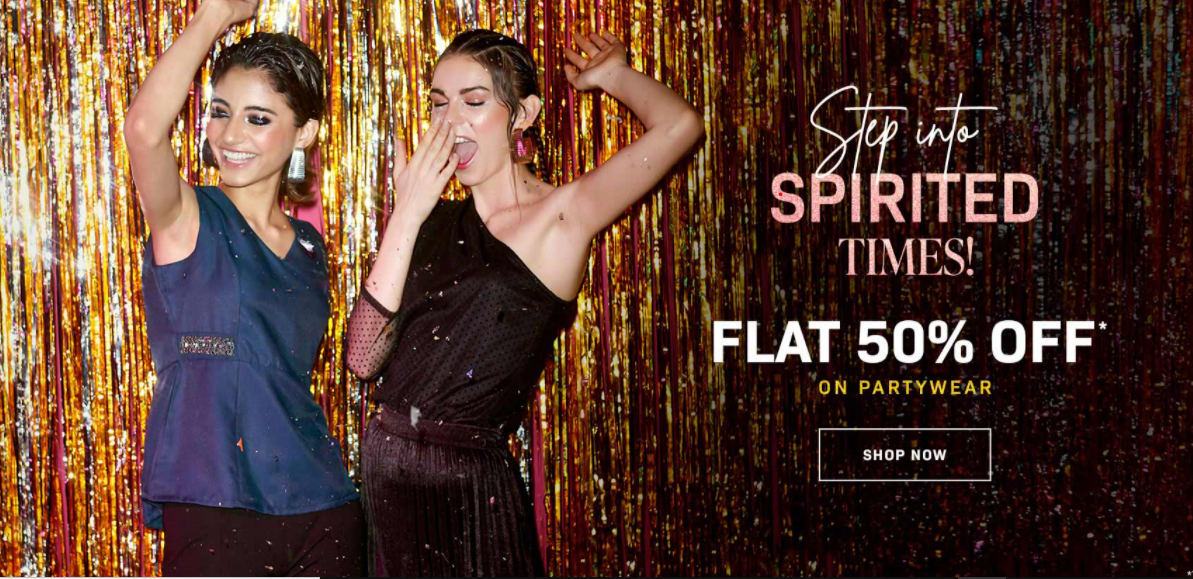 Step into
SPIRITED
TIMES!
FLAT 50% OFF*
ON PARTYWEAR
SHOP NOW